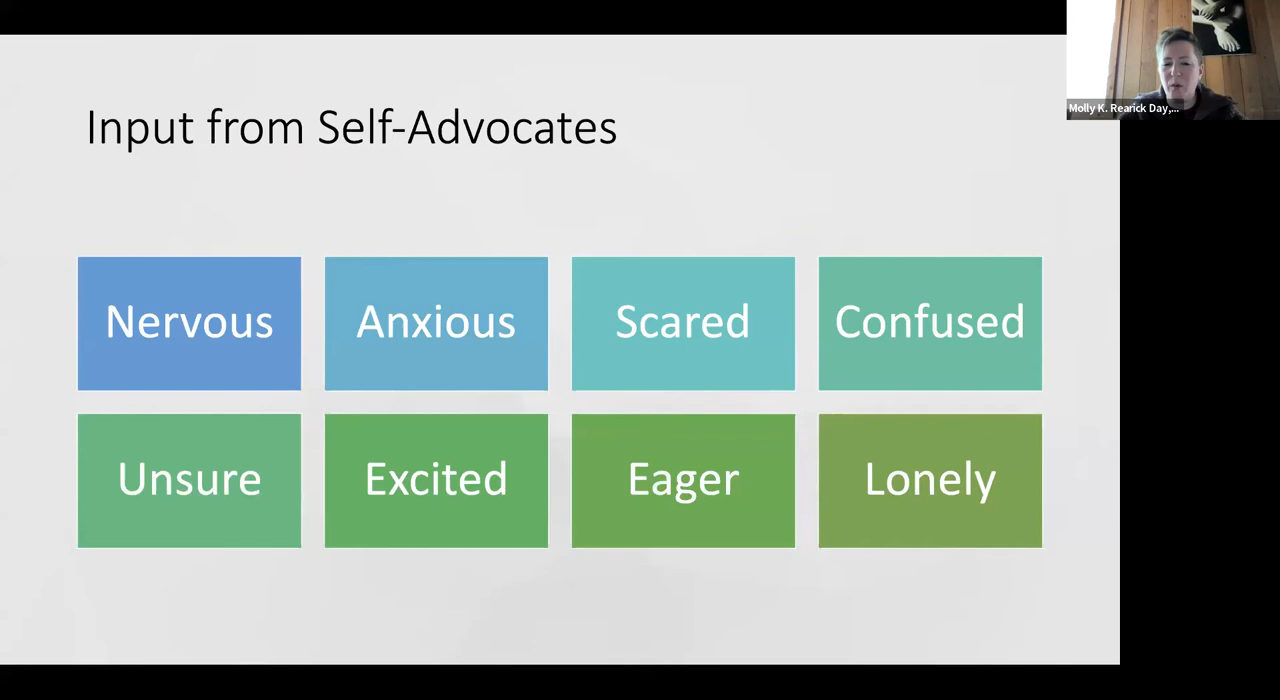 Input from Self-Advocates
Nervous
Anxious
Scared
Confused
Unsure
Excited
Eager
Lonely
Molly K. Rearick Day,...